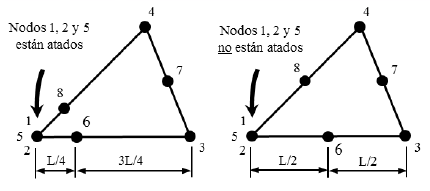 Nodos 1, 2 y 5
están atados
4
7
8
1
5
2
6
3
L/4
3L/4
Nodos 1, 2 y 5
no están atados
4
7
8
1
5
2
6
3
L/2
L/2